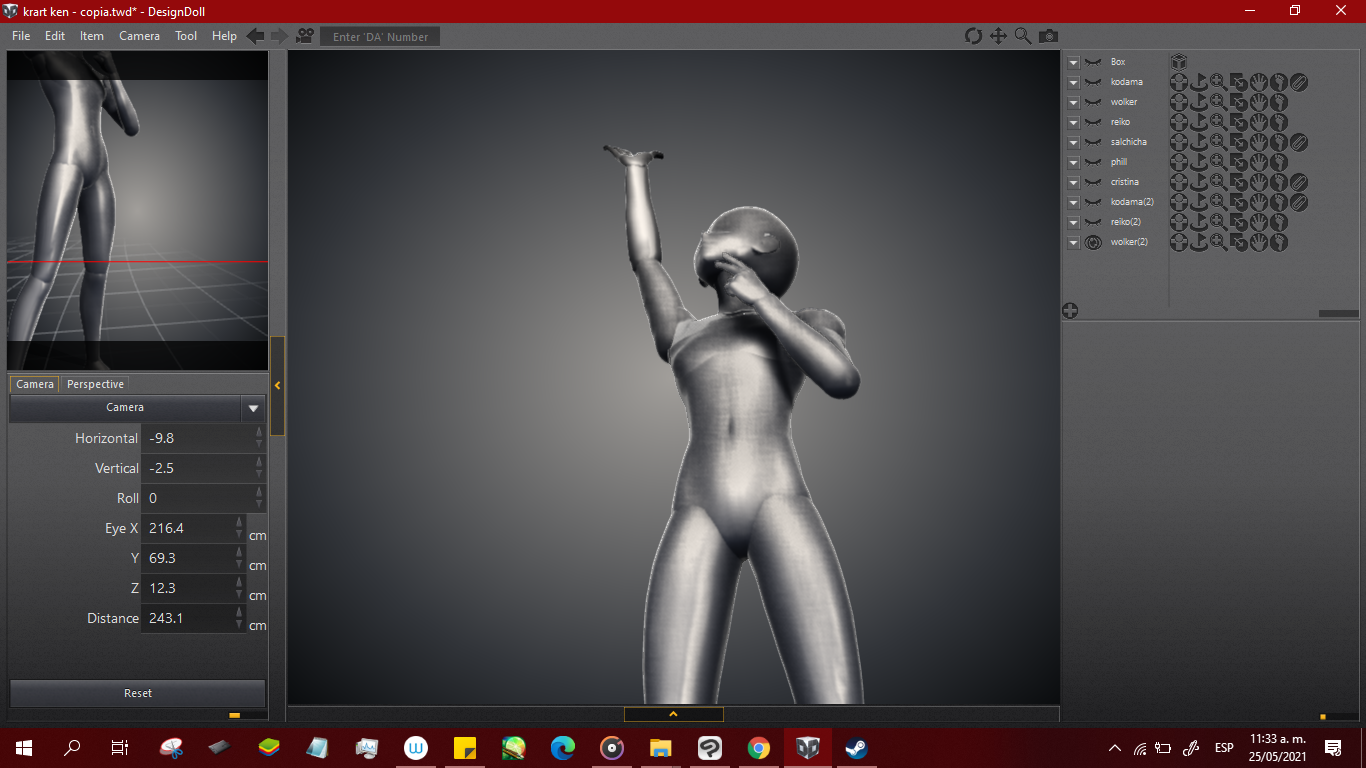 krart ken - copia.twd* - DesignDoll
File Edit Item Camera Tool Help Enter 'DA' Number
Box
kodama
wolker
reiko
salchicha
phill
cristina
kodama(2)
reiko(2)
wolker(2)
Camera Perspective
Camera
Horizontal -9.8
Vertical -2.5
Roll 0
Eye X 216.4 cm
Y 69.3 cm
Z 12.3 cm
Distance 243.1 cm
Reset
ESP
11:33 a. m.
25/05/2021